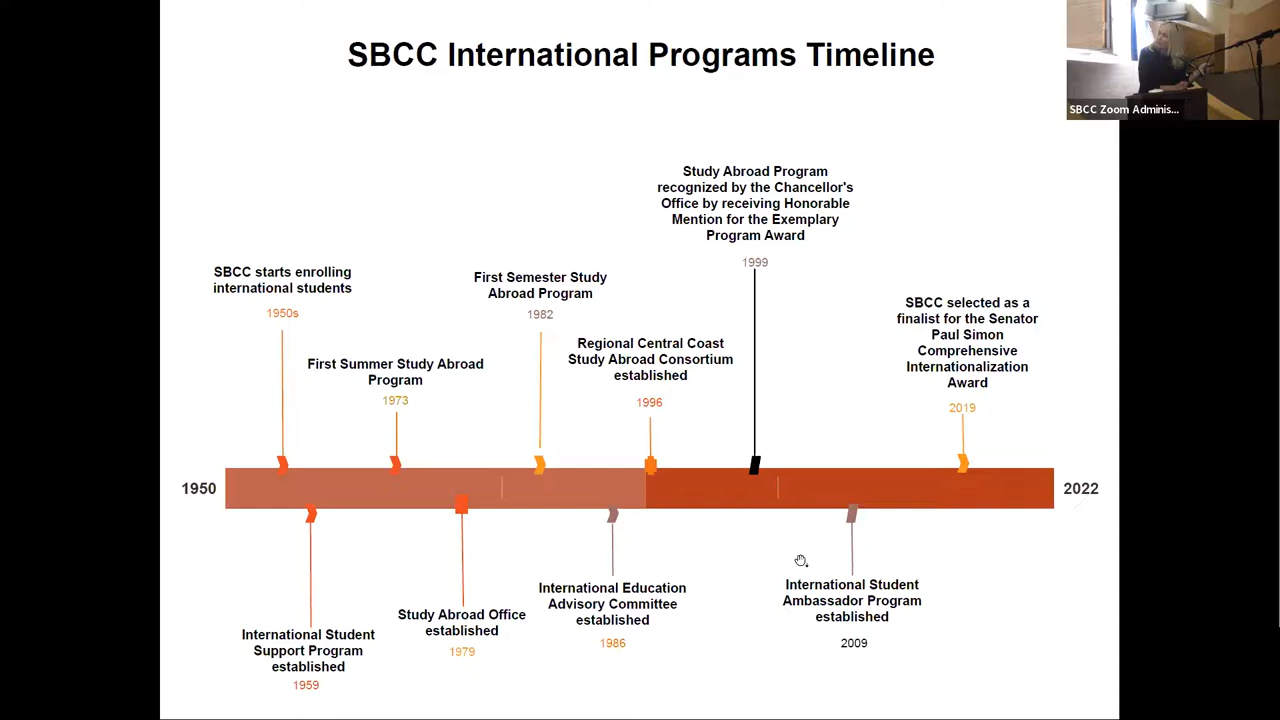 SBCC International Programs Timeline
SBCC Zoom Adminis...
Study Abroad Program
recognized by the Chancellor's
Office by receiving Honorable
Mention for the Exemplary
Program Award
1999
SBCC starts enrolling
international students
1950s
First Semester Study
Abroad Program
1982
SBCC selected as a
finalist for the Senator
Paul Simon
Comprehensive
Internationalization
Award
2019
First Summer Study Abroad
Program
1973
Regional Central Coast
Study Abroad Consortium
established
1996
1950
2022
International Student
Support Program
established
1959
Study Abroad Office
established
1979
International Education
Advisory Committee
established
1986
International Student
Ambassador Program
established
2009